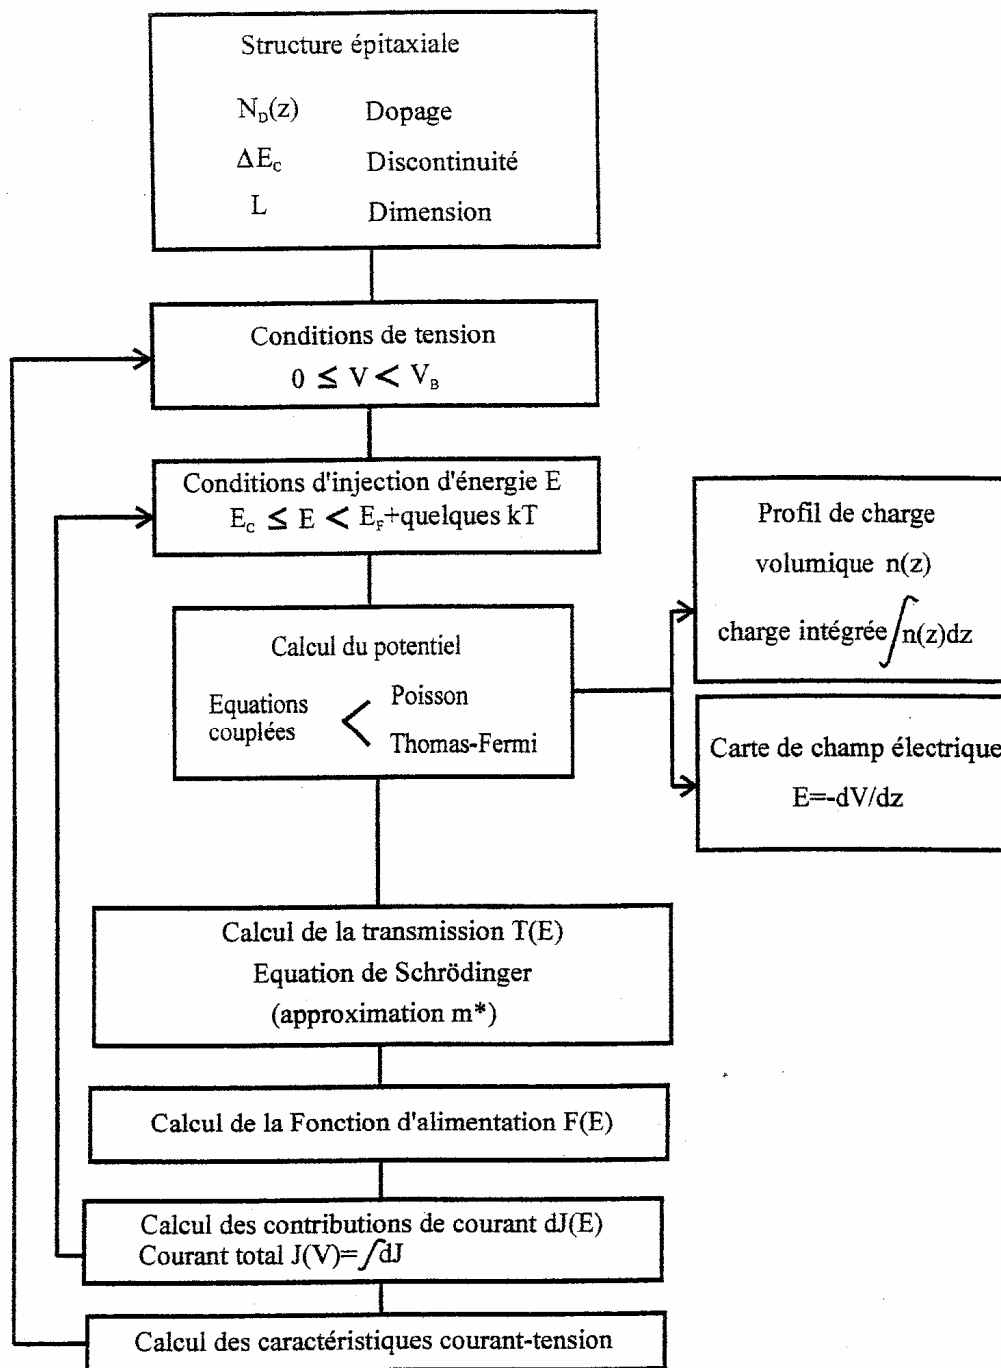 Structure épitaxiale
N_D(z) Dopage
ΔE_C Discontinuité
L Dimension
Conditions de tension
0 ≤ V < V_B
Conditions d'injection d'énergie E
E_C ≤ E < E_F+quelques kT
Calcul du potentiel
Equations couplées < Poisson
Thomas-Fermi
Profil de charge
volumique n(z)
charge intégrée ∫n(z)dz
Carte de champ électrique
E=-dV/dz
Calcul de la transmission T(E)
Equation de Schrödinger
(approximation m*)
Calcul de la Fonction d'alimentation F(E)
Calcul des contributions de courant dJ(E)
Courant total J(V)=∫dJ
Calcul des caractéristiques courant-tension